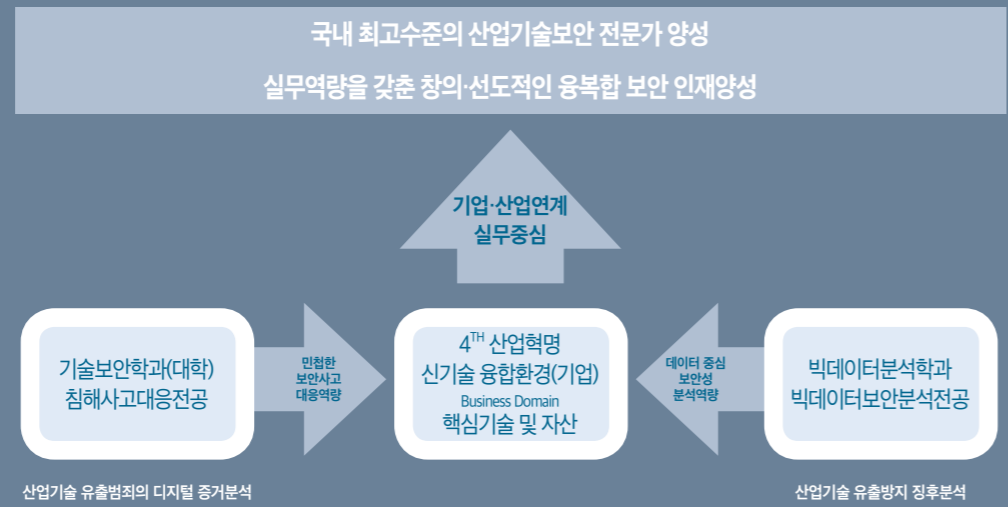 국내 최고수준의 산업기술보안 전문가 양성
실무역량을 갖춘 창의·선도적인 융복합 보안 인재양성
기업·산업연계
실무중심
기술보안학과(대학)
침해사고대응전공
민첩한
보안사고
대응역량
4TH 산업혁명
신기술 융합환경(기업)
Business Domain
핵심기술 및 자산
데이터 중심
보안성
분석역량
빅데이터분석학과
빅데이터보안분석전공
산업기술 유출범죄의 디지털 증거분석
산업기술 유출방지 징후분석